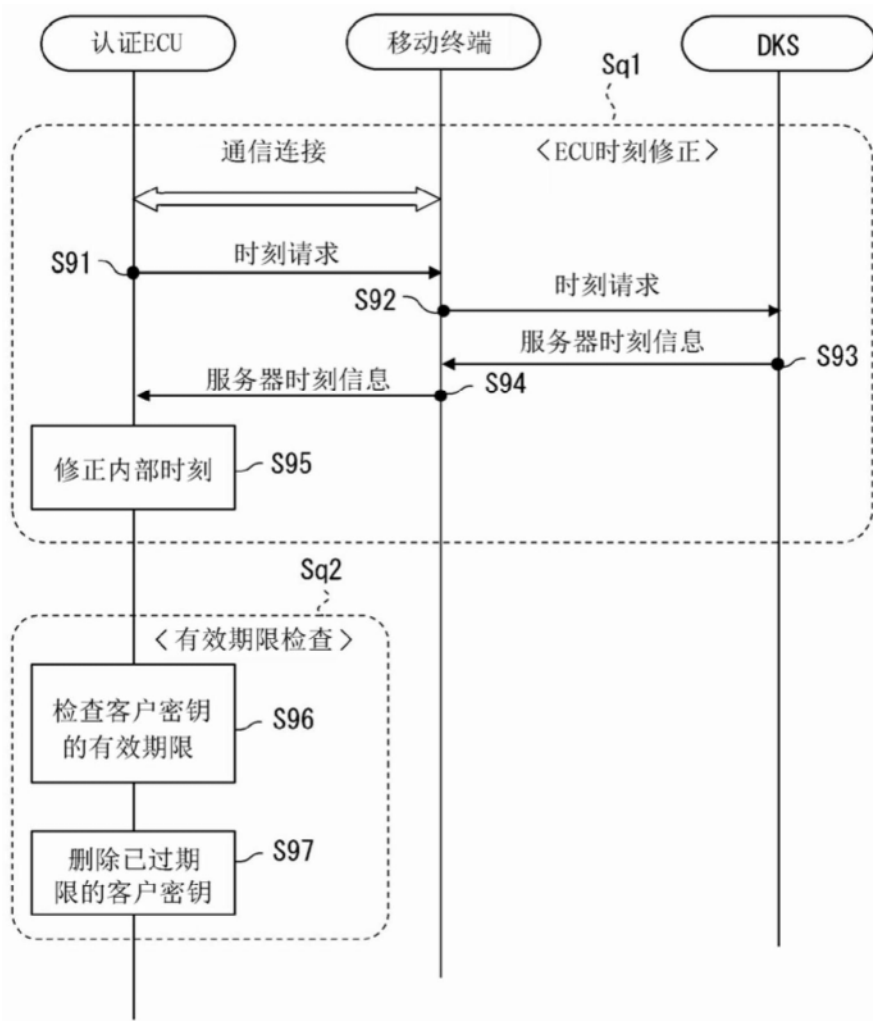 认证ECU
移动终端
DKS
Sq1
通信连接
<ECU时刻修正>
S91
时刻请求
S92
时刻请求
服务器时刻信息
S93
服务器时刻信息
S94
修正内部时刻
S95
Sq2
<有效期限检查>
检查客户密钥
的有效期限
S96
删除已过期
限的客户密钥
S97